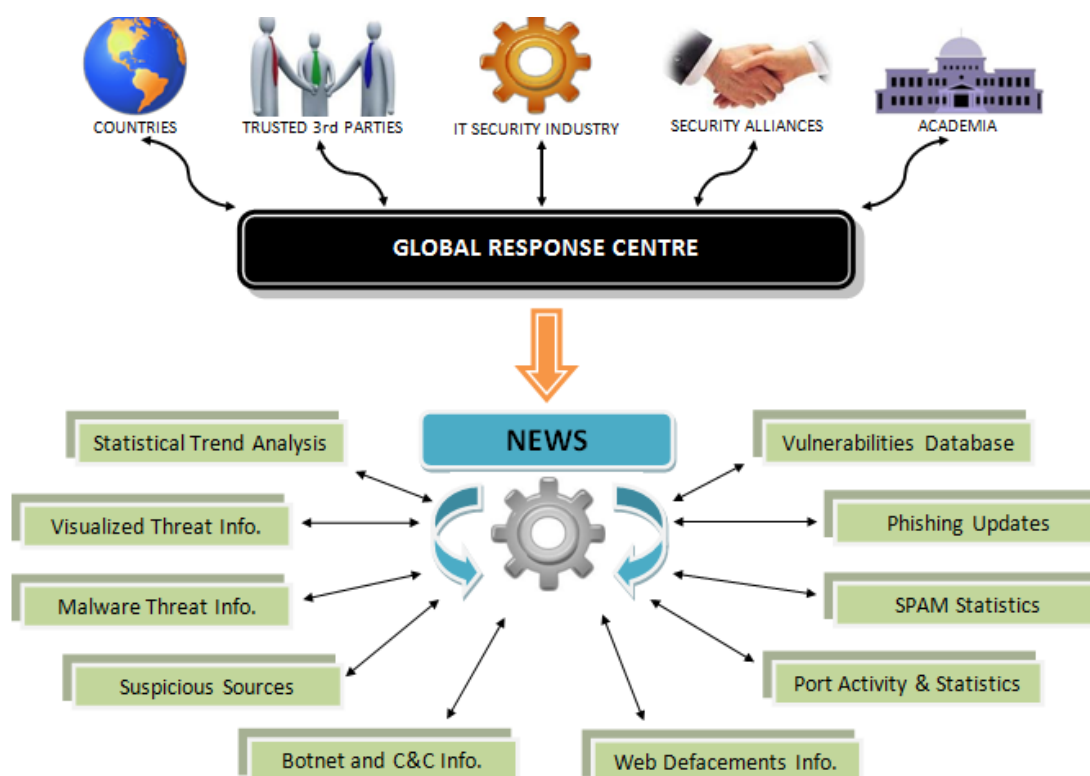 COUNTRIES
TRUSTED 3rd PARTIES
IT SECURITY INDUSTRY
SECURITY ALLIANCES
ACADEMIA
GLOBAL RESPONSE CENTRE
NEWS
Statistical Trend Analysis
Vulnerabilities Database
Visualized Threat Info.
Phishing Updates
Malware Threat Info.
SPAM Statistics
Suspicious Sources
Port Activity & Statistics
Botnet and C&C Info.
Web Defacements Info.